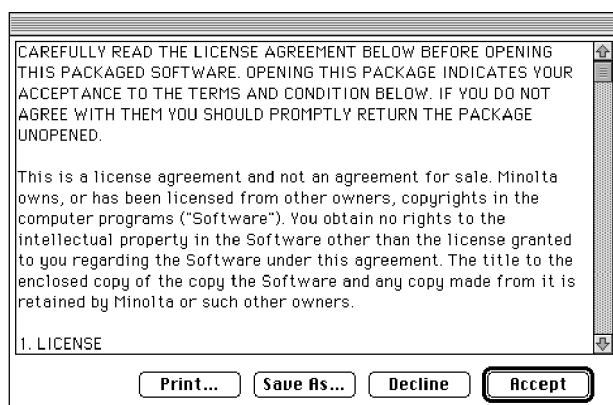 CAREFULLY READ THE LICENSE AGREEMENT BELOW BEFORE OPENING
THIS PACKAGED SOFTWARE. OPENING THIS PACKAGE INDICATES YOUR
ACCEPTANCE TO THE TERMS AND CONDITION BELOW. IF YOU DO NOT
AGREE WITH THEM YOU SHOULD PROMPTLY RETURN THE PACKAGE
UNOPENED.
This is a license agreement and not an agreement for sale. Minolta
owns, or has been licensed from other owners, copyrights in the
computer programs ("Software"). You obtain no rights to the
intellectual property in the Software other than the license granted
to you regarding the Software under this agreement. The title to the
enclosed copy of the copy the Software and any copy made from it is
retained by Minolta or such other owners.
1. LICENSE
Print... Save As... Decline Accept